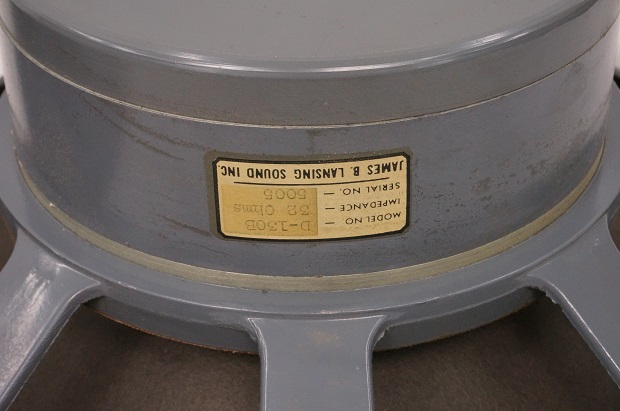 MODEL NO — D-130B
IMPEDANCE — 32 Ohms
SERIAL NO. — 5005
JAMES B. LANSING SOUND INC.